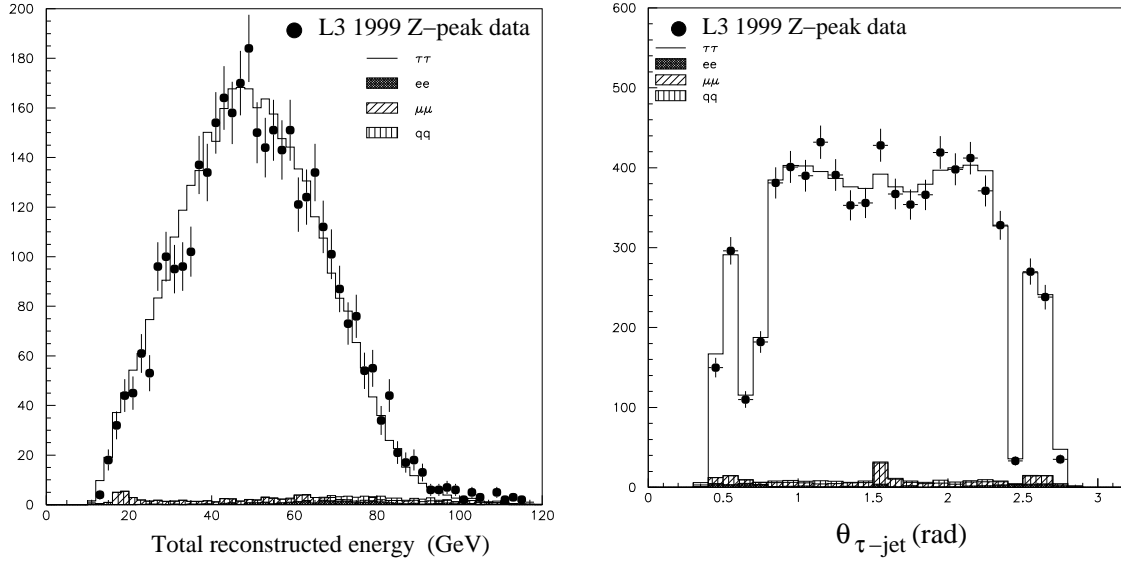 L3 1999 Z−peak data
ττ
ee
μμ
qq
200
180
160
140
120
100
80
60
40
20
0
0 20 40 60 80 100 120
Total reconstructed energy (GeV)
L3 1999 Z−peak data
ττ
ee
μμ
qq
600
500
400
300
200
100
0
0 0.5 1 1.5 2 2.5 3
θ τ−jet (rad)